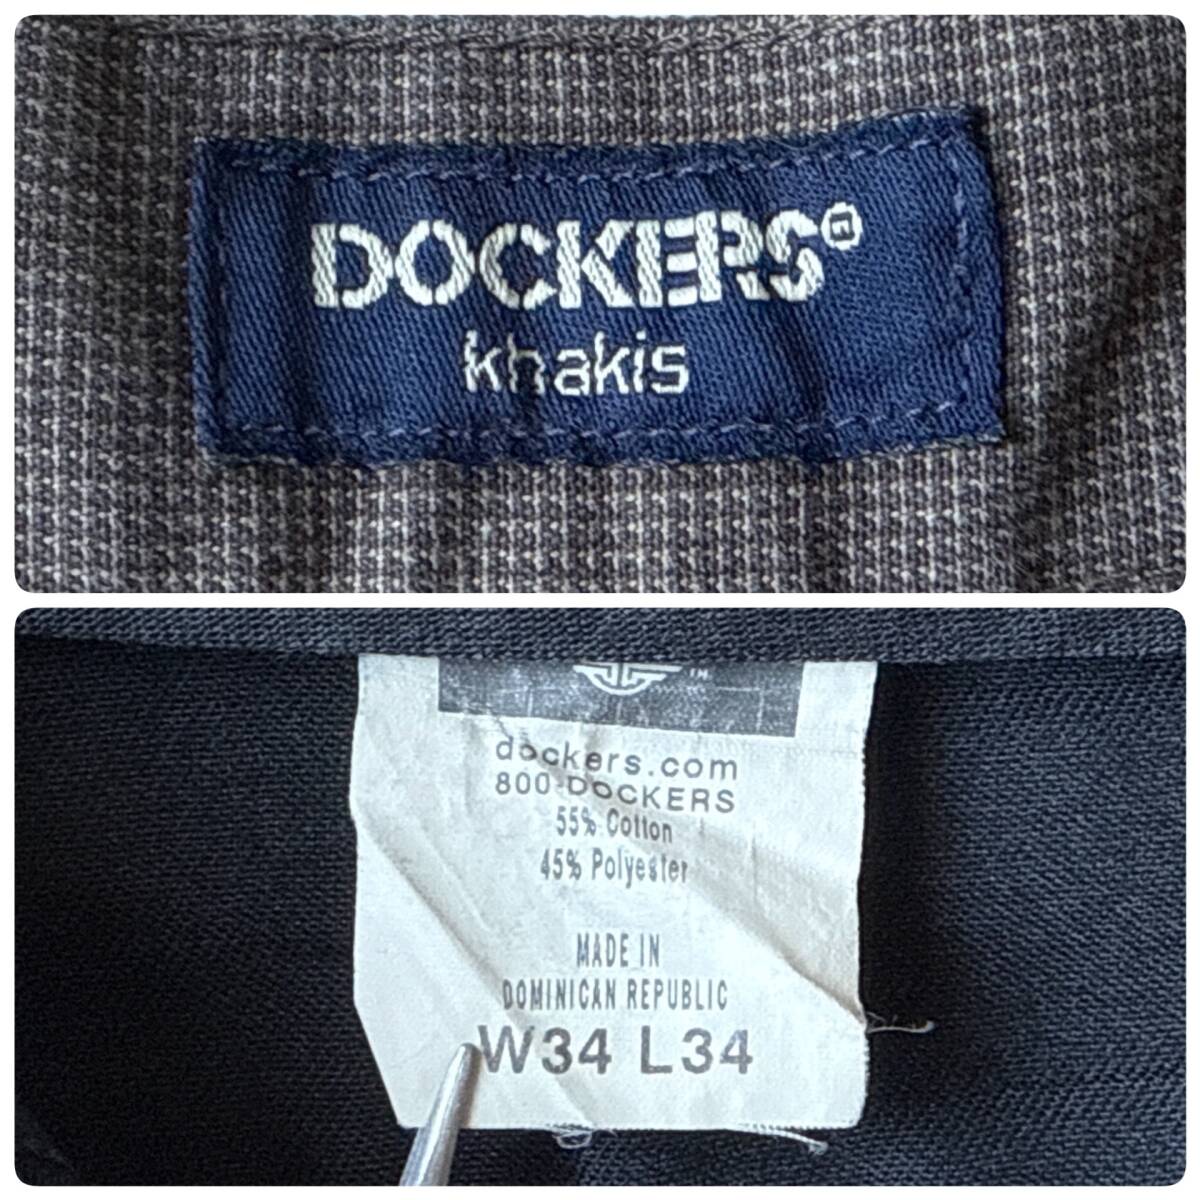 DOCKERS®
khakis
dockers.com
800-DOCKERS
55% Cotton
45% Polyester
MADE IN
DOMINICAN REPUBLIC
W34 L34